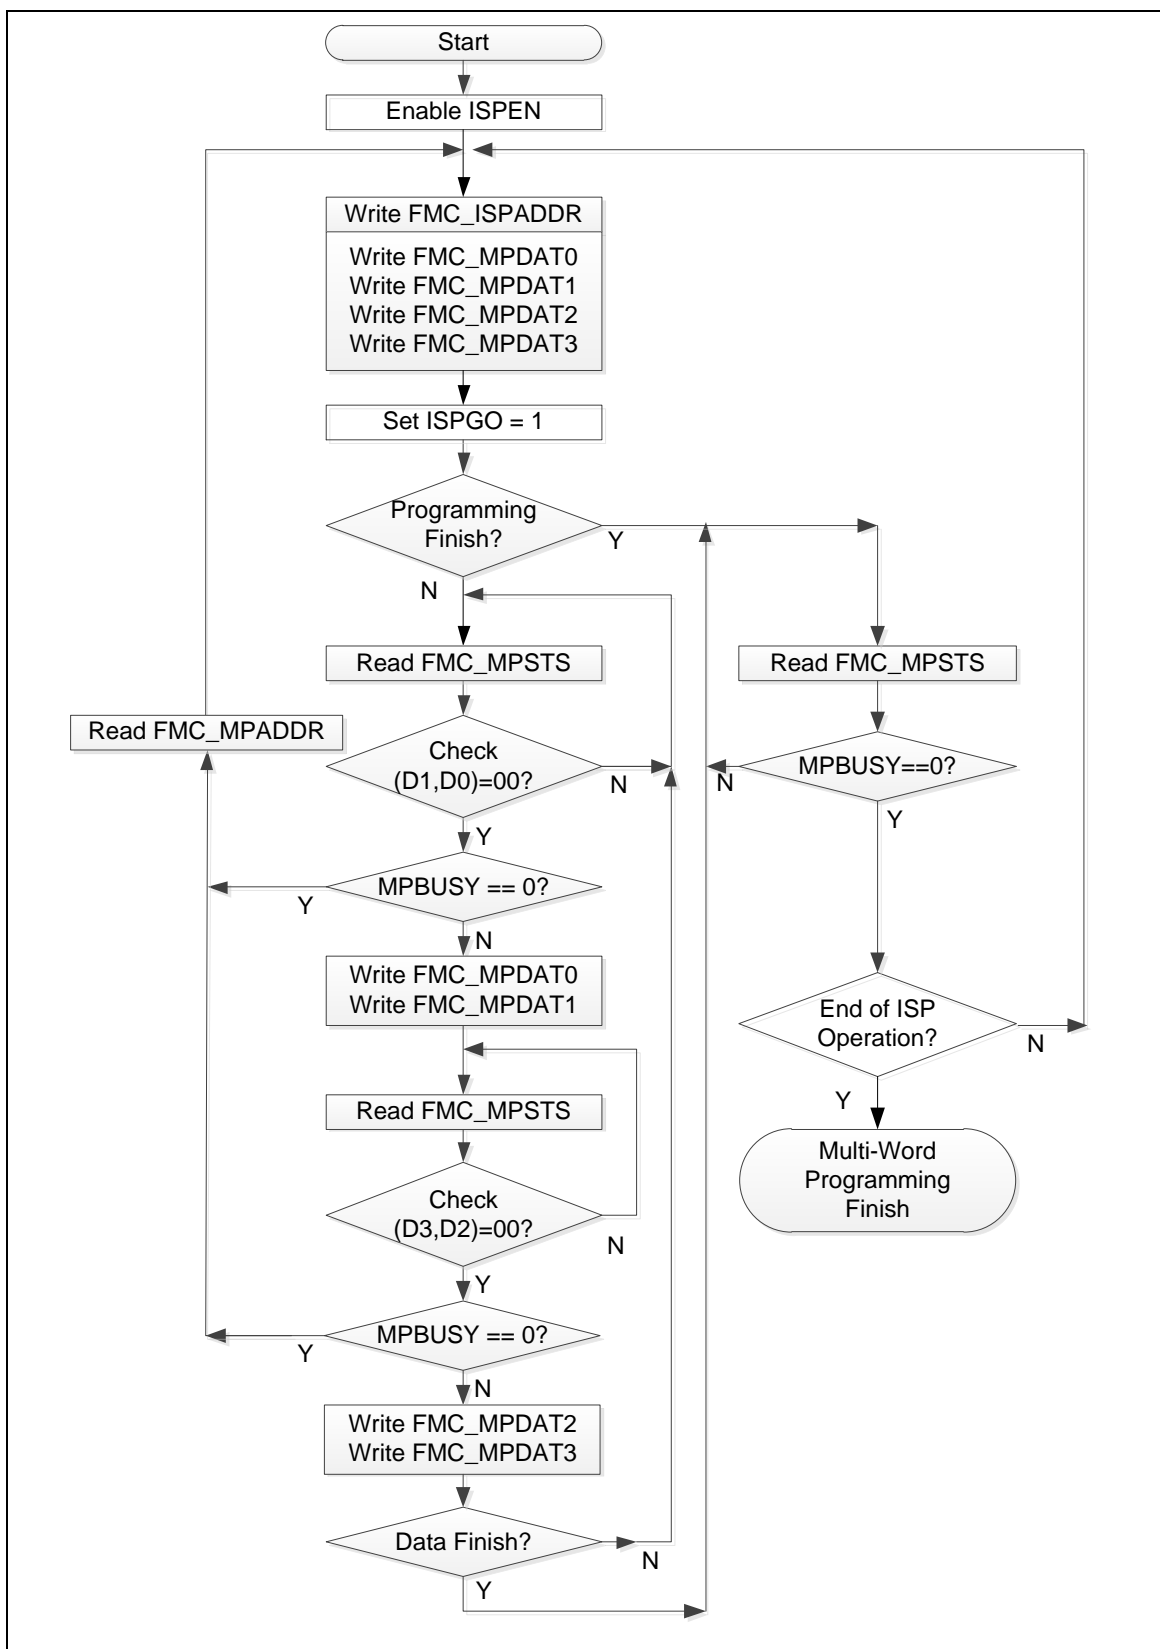 Start
Enable ISPEN
Write FMC_ISPADDR
Write FMC_MPDAT0
Write FMC_MPDAT1
Write FMC_MPDAT2
Write FMC_MPDAT3
Set ISPGO = 1
Programming
Finish?
Y
N
Read FMC_MPSTS
Read FMC_MPSTS
Read FMC_MPADDR
Check
(D1,D0)=00?
N
MPBUSY==0?
N
Y
Y
MPBUSY == 0?
Y
N
Write FMC_MPDAT0
Write FMC_MPDAT1
End of ISP
Operation?
N
Y
Read FMC_MPSTS
Multi-Word
Programming
Finish
Check
(D3,D2)=00?
N
Y
MPBUSY == 0?
Y
N
Write FMC_MPDAT2
Write FMC_MPDAT3
Data Finish?
N
Y